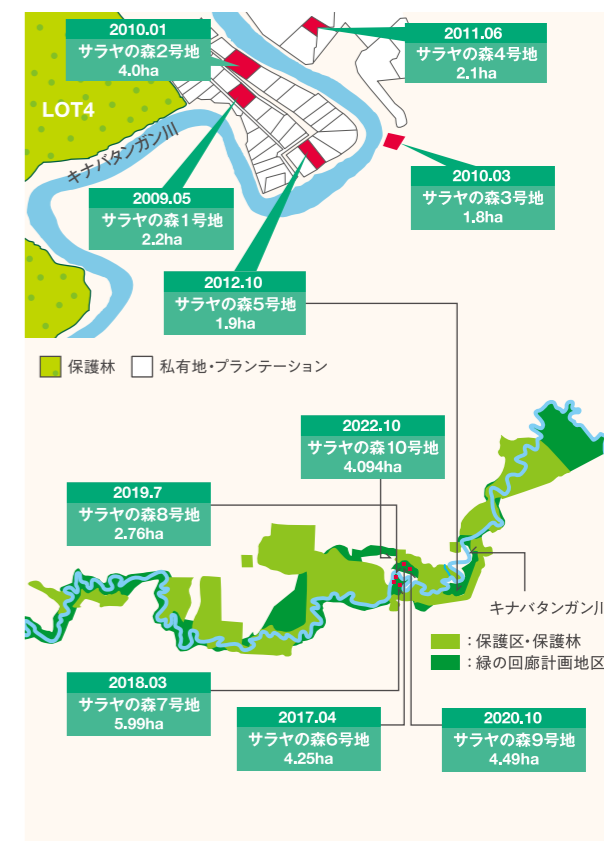 2010.01
サラヤの森2号地
4.0ha
2011.06
サラヤの森4号地
2.1ha
LOT4
キナバタンガン川
2010.03
サラヤの森3号地
1.8ha
2009.05
サラヤの森1号地
2.2ha
2012.10
サラヤの森5号地
1.9ha
保護林
私有地・プランテーション
2022.10
サラヤの森10号地
4.094ha
2019.7
サラヤの森8号地
2.76ha
キナバタンガン川
：保護区・保護林
：緑の回廊計画地区
2018.03
サラヤの森7号地
5.99ha
2017.04
サラヤの森6号地
4.25ha
2020.10
サラヤの森9号地
4.49ha